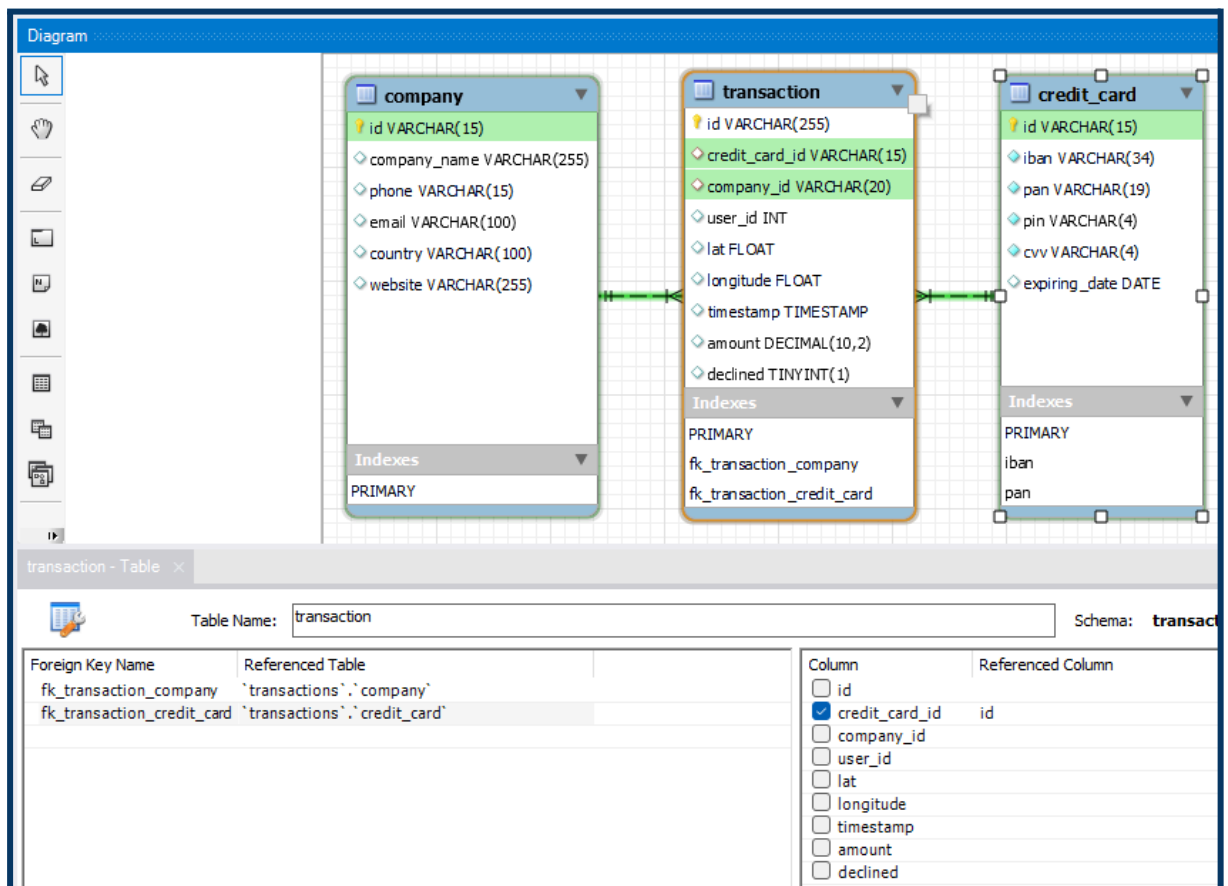 Diagram
company
id VARCHAR(15)
company_name VARCHAR(255)
phone VARCHAR(15)
email VARCHAR(100)
country VARCHAR(100)
website VARCHAR(255)
Indexes
PRIMARY
transaction
id VARCHAR(255)
credit_card_id VARCHAR(15)
company_id VARCHAR(20)
user_id INT
lat FLOAT
longitude FLOAT
timestamp TIMESTAMP
amount DECIMAL(10,2)
declined TINYINT(1)
Indexes
PRIMARY
fk_transaction_company
fk_transaction_credit_card
credit_card
id VARCHAR(15)
iban VARCHAR(34)
pan VARCHAR(19)
pin VARCHAR(4)
cvv VARCHAR(4)
expiring_date DATE
Indexes
PRIMARY
iban
pan
transaction - Table
Table Name: transaction Schema: transact
Foreign Key Name Referenced Table
fk_transaction_company `transactions`.`company`
fk_transaction_credit_card `transactions`.`credit_card`
Column Referenced Column
id
credit_card_id id
company_id
user_id
lat
longitude
timestamp
amount
declined